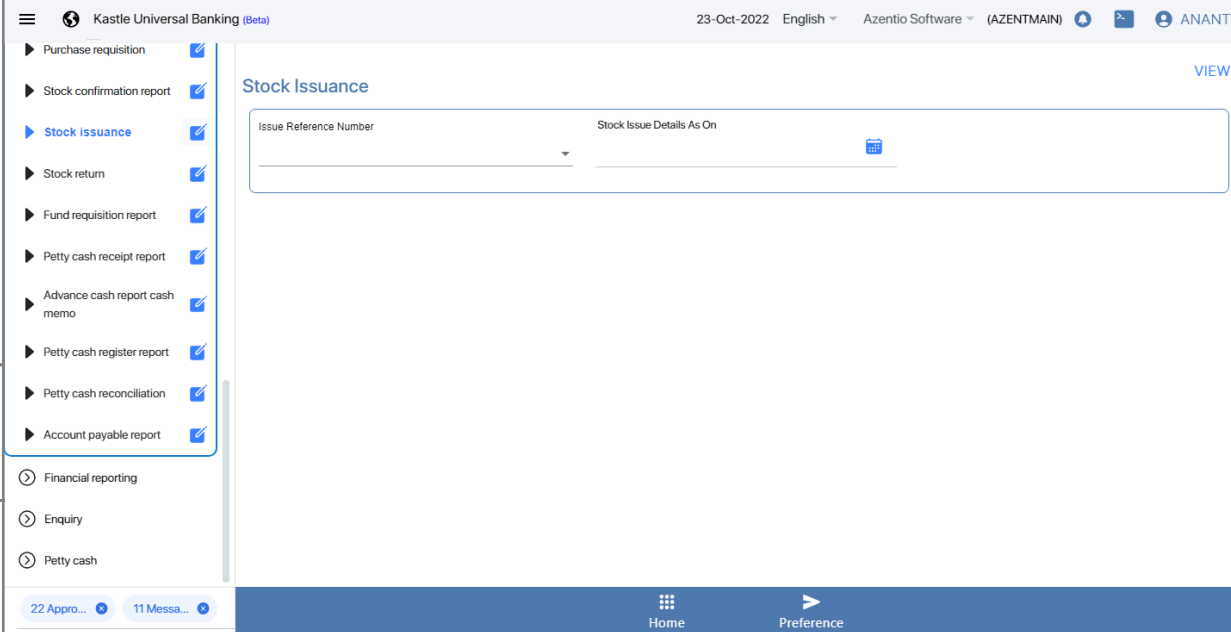 Kastle Universal Banking (Beta)
23-Oct-2022 English Azentio Software (AZENTMAIN) ANANT
Purchase requisition
Stock confirmation report
Stock issuance
Stock return
Fund requisition report
Petty cash receipt report
Advance cash report cash
memo
Petty cash register report
Petty cash reconciliation
Account payable report
Financial reporting
Enquiry
Petty cash
22 Appro... 11 Messa...
VIEW
Stock Issuance
Issue Reference Number
Stock Issue Details As On
Home
Preference